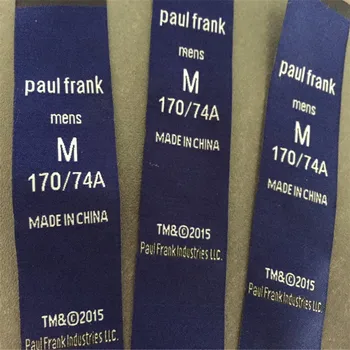 paul frank
mens
M
170/74A
MADE IN CHINA
TM&©2015
Paul Frank Industries LLC.
paul frank
mens
M
170/74A
MADE IN CHINA
TM&©2015
Paul Frank Industries LLC.
paul frank
mens
M
170/74A
MADE IN CHINA
TM&©2015
Paul Frank Industries LLC.